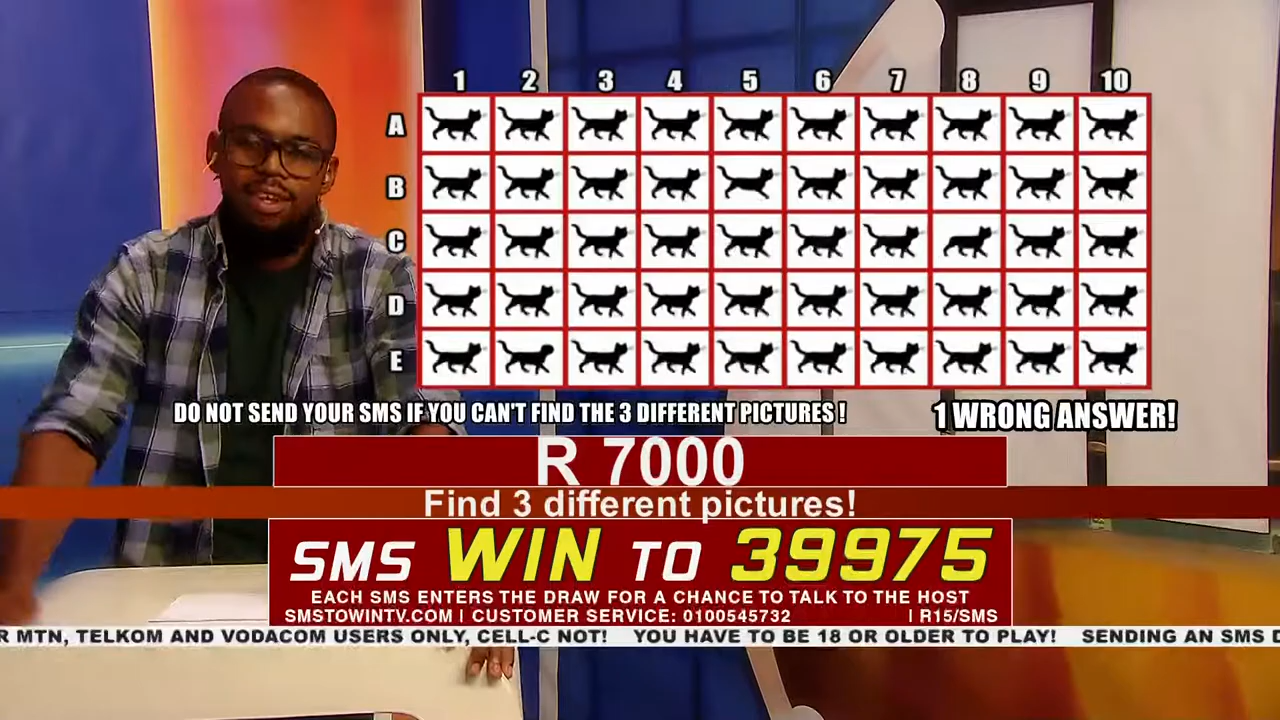 1 2 3 4 5 6 7 8 9 10
A
B
C
D
E
DO NOT SEND YOUR SMS IF YOU CAN'T FIND THE 3 DIFFERENT PICTURES !
1 WRONG ANSWER!
R 7000
Find 3 different pictures!
SMS WIN TO 39975
EACH SMS ENTERS THE DRAW FOR A CHANCE TO TALK TO THE HOST
SMSTOWINTV.COM | CUSTOMER SERVICE: 0100545732 | R15/SMS
R MTN, TELKOM AND VODACOM USERS ONLY, CELL-C NOT! YOU HAVE TO BE 18 OR OLDER TO PLAY! SENDING AN SMS D